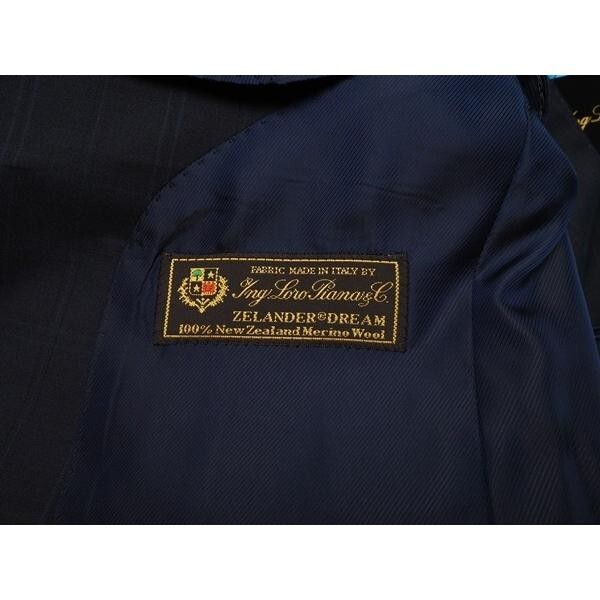 FABRIC MADE IN ITALY BY
Ing. Loro Piana & C.
ZELANDER®DREAM
100% New Zealand Merino Wool